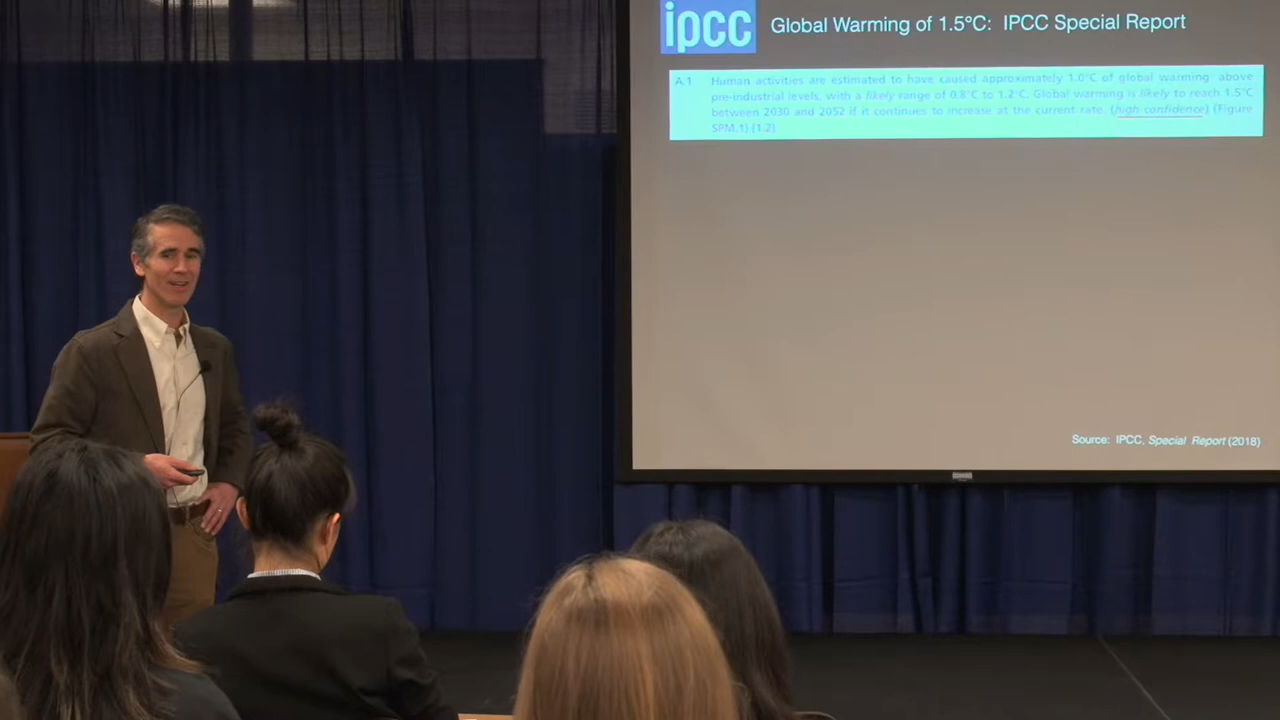 ipcc
Global Warming of 1.5°C: IPCC Special Report
A.1 Human activities are estimated to have caused approximately 1.0°C of global warming above
pre-industrial levels, with a likely range of 0.8°C to 1.2°C. Global warming is likely to reach 1.5°C
between 2030 and 2052 if it continues to increase at the current rate. (high confidence) (Figure
SPM.1) {1.2}
Source: IPCC, Special Report (2018)